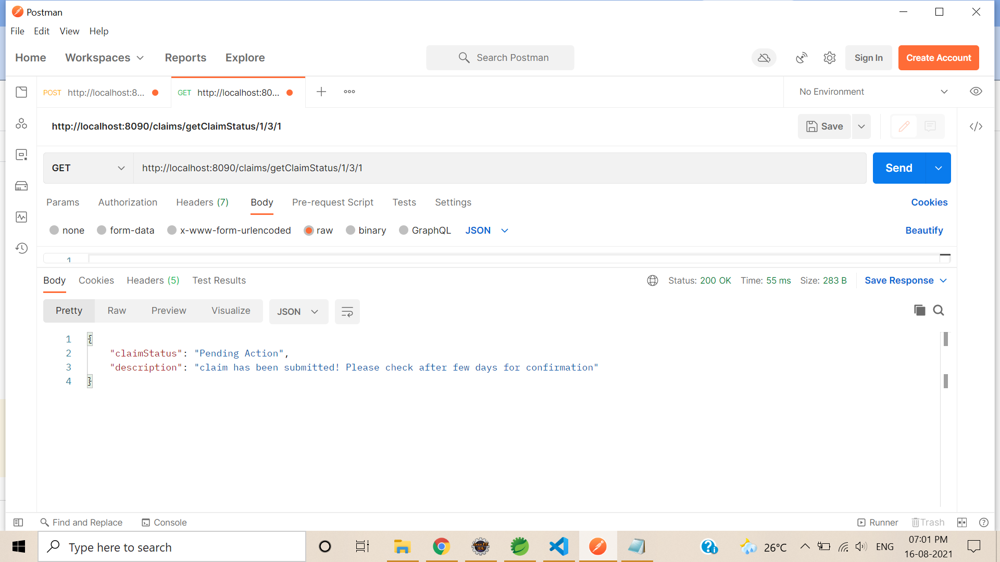 Postman
File Edit View Help
Home Workspaces Reports Explore Search Postman Sign In Create Account
POST http://localhost:8... GET http://localhost:80... No Environment
http://localhost:8090/claims/getClaimStatus/1/3/1 Save
GET http://localhost:8090/claims/getClaimStatus/1/3/1 Send
Params Authorization Headers (7) Body Pre-request Script Tests Settings Cookies
none form-data x-www-form-urlencoded raw binary GraphQL JSON Beautify
1
Body Cookies Headers (5) Test Results Status: 200 OK Time: 55 ms Size: 283 B Save Response
Pretty Raw Preview Visualize JSON
1 {
2 "claimStatus": "Pending Action",
3 "description": "claim has been submitted! Please check after few days for confirmation"
4 }
Find and Replace Console Runner Trash
Type here to search 26°C ENG 07:01 PM
16-08-2021